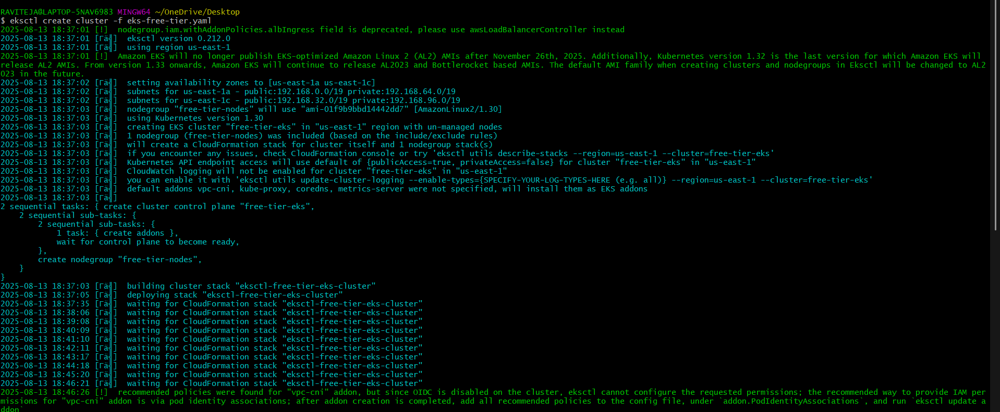 RAVITEJA@LAPTOP-5NAV6983 MINGW64 ~/OneDrive/Desktop
$ eksctl create cluster -f eks-free-tier.yaml
2025-08-13 18:37:01 [!]  nodegroup.iam.withAddonPolicies.albIngress field is deprecated, please use awsLoadBalancerController instead
2025-08-13 18:37:01 [Γä╣]  eksctl version 0.212.0
2025-08-13 18:37:01 [Γä╣]  using region us-east-1
2025-08-13 18:37:01 [!]  Amazon EKS will no longer publish EKS-optimized Amazon Linux 2 (AL2) AMIs after November 26th, 2025. Additionally, Kubernetes version 1.32 is the last version for which Amazon EKS will
release AL2 AMIs. From version 1.33 onwards, Amazon EKS will continue to release AL2023 and Bottlerocket based AMIs. The default AMI family when creating clusters and nodegroups in Eksctl will be changed to AL2
023 in the future.
2025-08-13 18:37:02 [Γä╣]  setting availability zones to [us-east-1a us-east-1c]
2025-08-13 18:37:02 [Γä╣]  subnets for us-east-1a - public:192.168.0.0/19 private:192.168.64.0/19
2025-08-13 18:37:02 [Γä╣]  subnets for us-east-1c - public:192.168.32.0/19 private:192.168.96.0/19
2025-08-13 18:37:03 [Γä╣]  nodegroup "free-tier-nodes" will use "ami-01f9b9bbd14442dd7" [AmazonLinux2/1.30]
2025-08-13 18:37:03 [Γä╣]  using Kubernetes version 1.30
2025-08-13 18:37:03 [Γä╣]  creating EKS cluster "free-tier-eks" in "us-east-1" region with un-managed nodes
2025-08-13 18:37:03 [Γä╣]  1 nodegroup (free-tier-nodes) was included (based on the include/exclude rules)
2025-08-13 18:37:03 [Γä╣]  will create a CloudFormation stack for cluster itself and 1 nodegroup stack(s)
2025-08-13 18:37:03 [Γä╣]  if you encounter any issues, check CloudFormation console or try 'eksctl utils describe-stacks --region=us-east-1 --cluster=free-tier-eks'
2025-08-13 18:37:03 [Γä╣]  Kubernetes API endpoint access will use default of {publicAccess=true, privateAccess=false} for cluster "free-tier-eks" in "us-east-1"
2025-08-13 18:37:03 [Γä╣]  CloudWatch logging will not be enabled for cluster "free-tier-eks" in "us-east-1"
2025-08-13 18:37:03 [Γä╣]  you can enable it with 'eksctl utils update-cluster-logging --enable-types={SPECIFY-YOUR-LOG-TYPES-HERE (e.g. all)} --region=us-east-1 --cluster=free-tier-eks'
2025-08-13 18:37:03 [Γä╣]  default addons vpc-cni, kube-proxy, coredns, metrics-server were not specified, will install them as EKS addons
2025-08-13 18:37:03 [Γä╣]
2 sequential tasks: { create cluster control plane "free-tier-eks",
    2 sequential sub-tasks: {
        2 sequential sub-tasks: {
            1 task: { create addons },
            wait for control plane to become ready,
        },
        create nodegroup "free-tier-nodes",
    }
}
2025-08-13 18:37:03 [Γä╣]  building cluster stack "eksctl-free-tier-eks-cluster"
2025-08-13 18:37:05 [Γä╣]  deploying stack "eksctl-free-tier-eks-cluster"
2025-08-13 18:37:35 [Γä╣]  waiting for CloudFormation stack "eksctl-free-tier-eks-cluster"
2025-08-13 18:38:06 [Γä╣]  waiting for CloudFormation stack "eksctl-free-tier-eks-cluster"
2025-08-13 18:39:08 [Γä╣]  waiting for CloudFormation stack "eksctl-free-tier-eks-cluster"
2025-08-13 18:40:09 [Γä╣]  waiting for CloudFormation stack "eksctl-free-tier-eks-cluster"
2025-08-13 18:41:10 [Γä╣]  waiting for CloudFormation stack "eksctl-free-tier-eks-cluster"
2025-08-13 18:42:11 [Γä╣]  waiting for CloudFormation stack "eksctl-free-tier-eks-cluster"
2025-08-13 18:43:17 [Γä╣]  waiting for CloudFormation stack "eksctl-free-tier-eks-cluster"
2025-08-13 18:44:18 [Γä╣]  waiting for CloudFormation stack "eksctl-free-tier-eks-cluster"
2025-08-13 18:45:20 [Γä╣]  waiting for CloudFormation stack "eksctl-free-tier-eks-cluster"
2025-08-13 18:46:21 [Γä╣]  waiting for CloudFormation stack "eksctl-free-tier-eks-cluster"
2025-08-13 18:46:26 [!]  recommended policies were found for "vpc-cni" addon, but since OIDC is disabled on the cluster, eksctl cannot configure the requested permissions; the recommended way to provide IAM per
missions for "vpc-cni" addon is via pod identity associations; after addon creation is completed, add all recommended policies to the config file, under `addon.PodIdentityAssociations`, and run `eksctl update a
ddon`